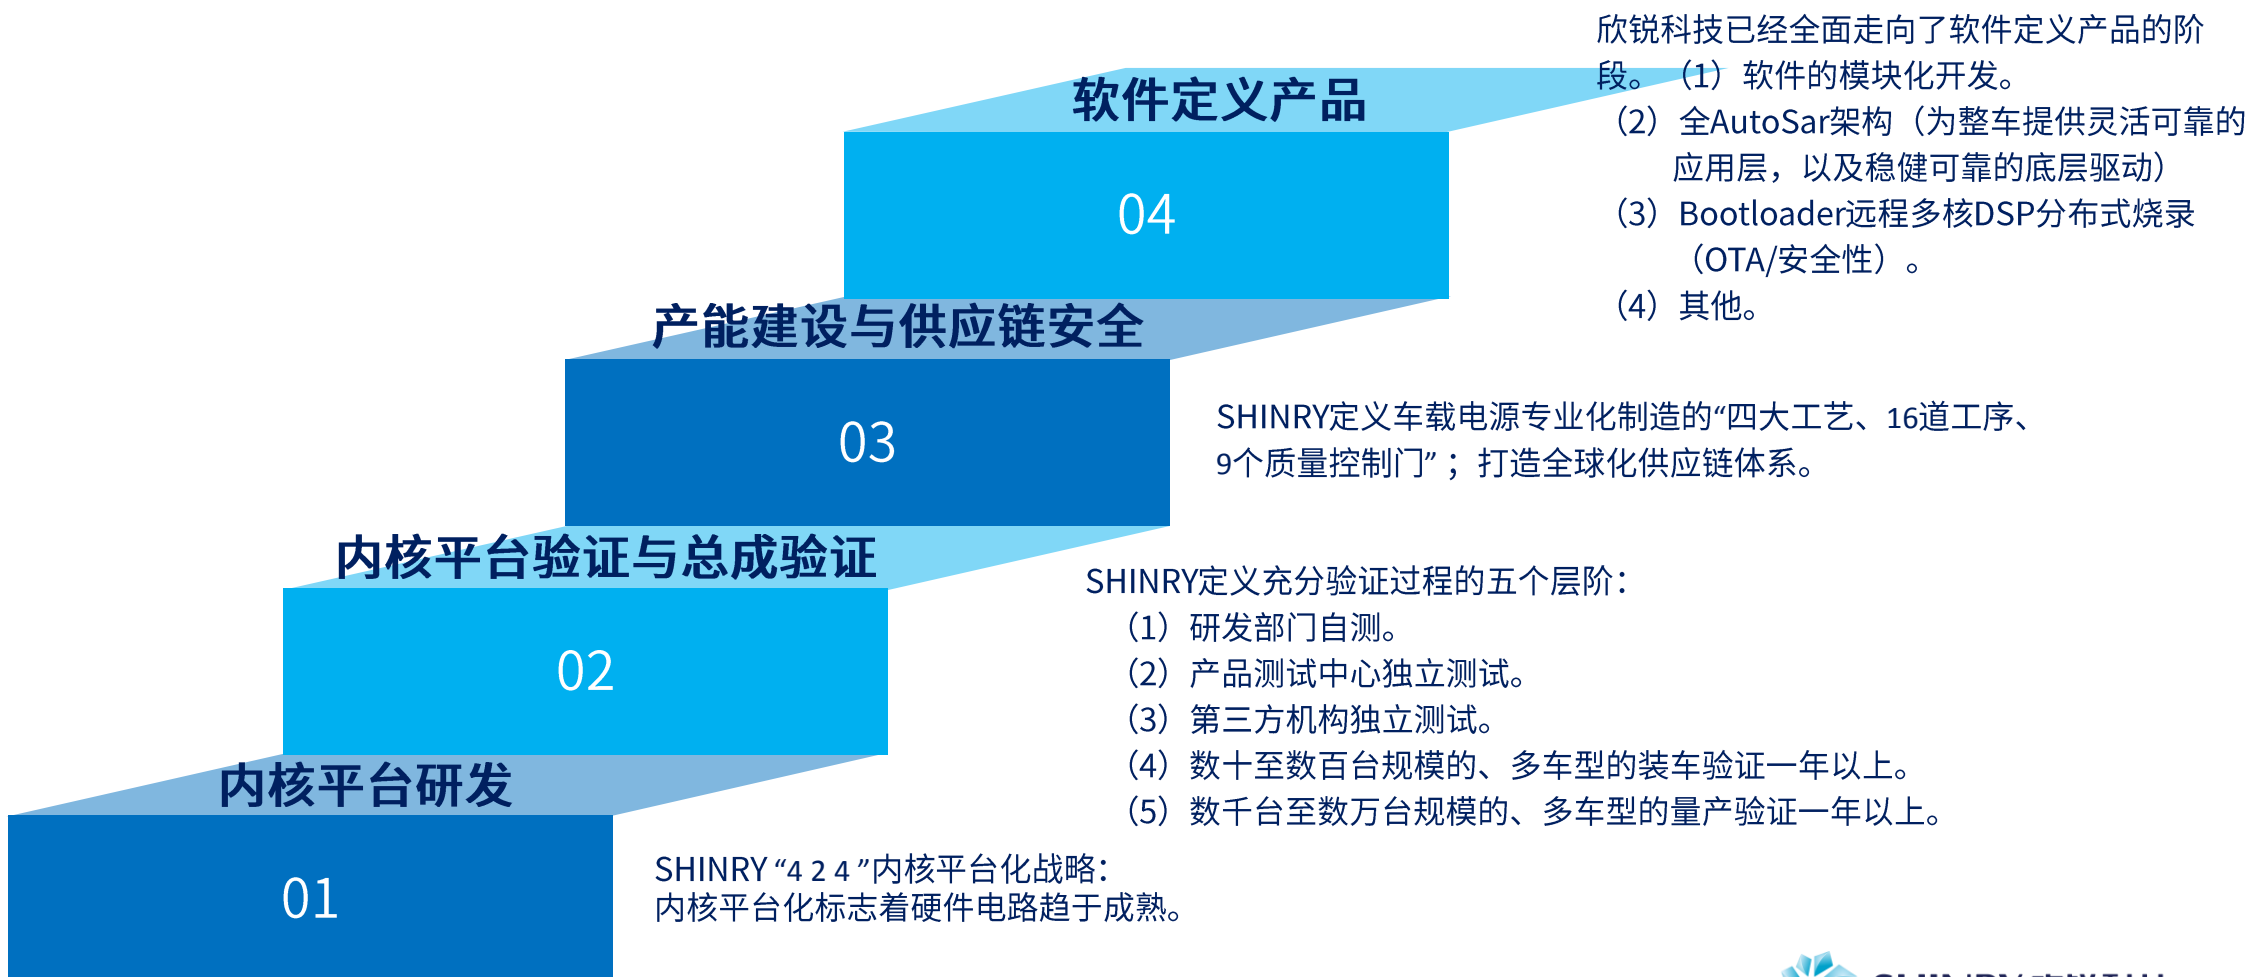 欣锐科技已经全面走向了软件定义产品的阶
段。（1）软件的模块化开发。
（2）全AutoSar架构（为整车提供灵活可靠的
应用层，以及稳健可靠的底层驱动）
（3）Bootloader远程多核DSP分布式烧录
（OTA/安全性）。
（4）其他。
软件定义产品
04
产能建设与供应链安全
03
SHINRY定义车载电源专业化制造的“四大工艺、16道工序、
9个质量控制门”；打造全球化供应链体系。
内核平台验证与总成验证
02
SHINRY定义充分验证过程的五个层阶：
（1）研发部门自测。
（2）产品测试中心独立测试。
（3）第三方机构独立测试。
（4）数十至数百台规模的、多车型的装车验证一年以上。
（5）数千台至数万台规模的、多车型的量产验证一年以上。
内核平台研发
01
SHINRY “4 2 4 ”内核平台化战略：
内核平台化标志着硬件电路趋于成熟。